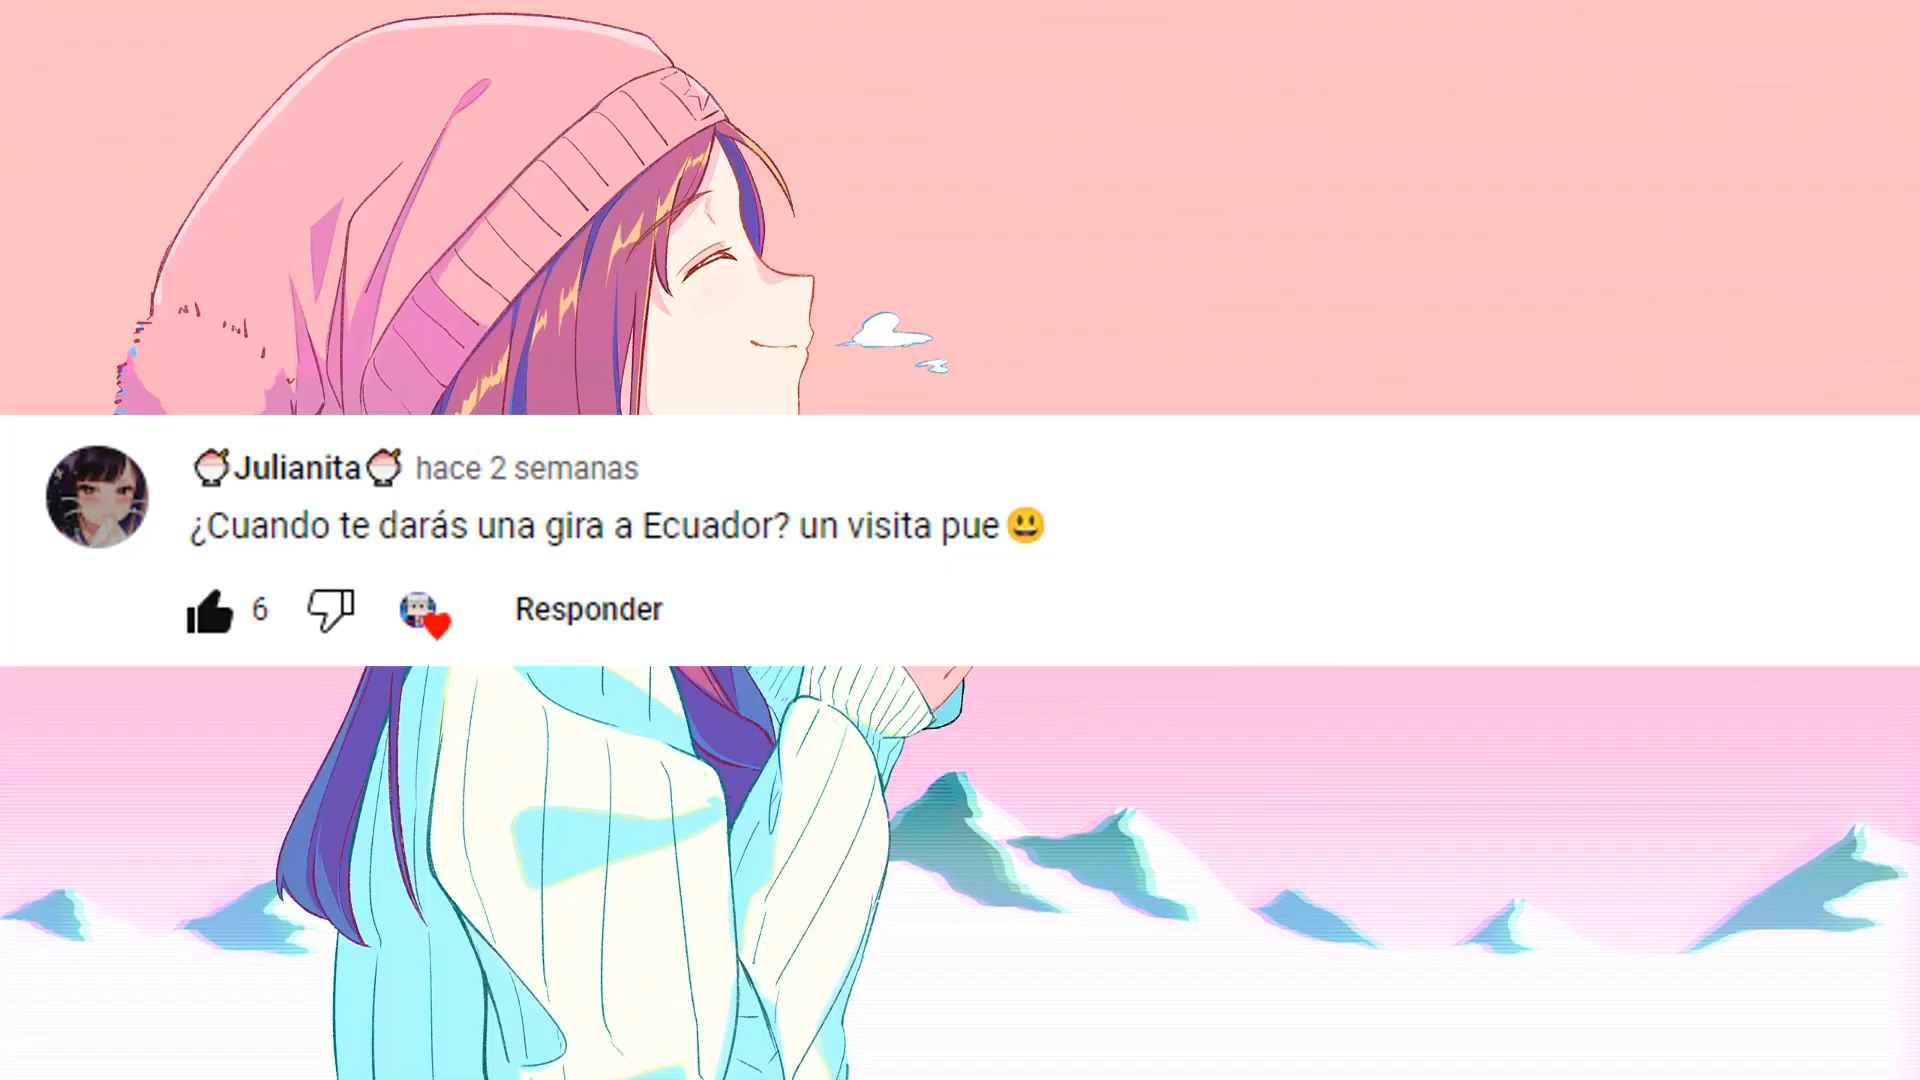 🍧Julianita🍧 hace 2 semanas
¿Cuando te darás una gira a Ecuador? un visita pue😃
6 Responder